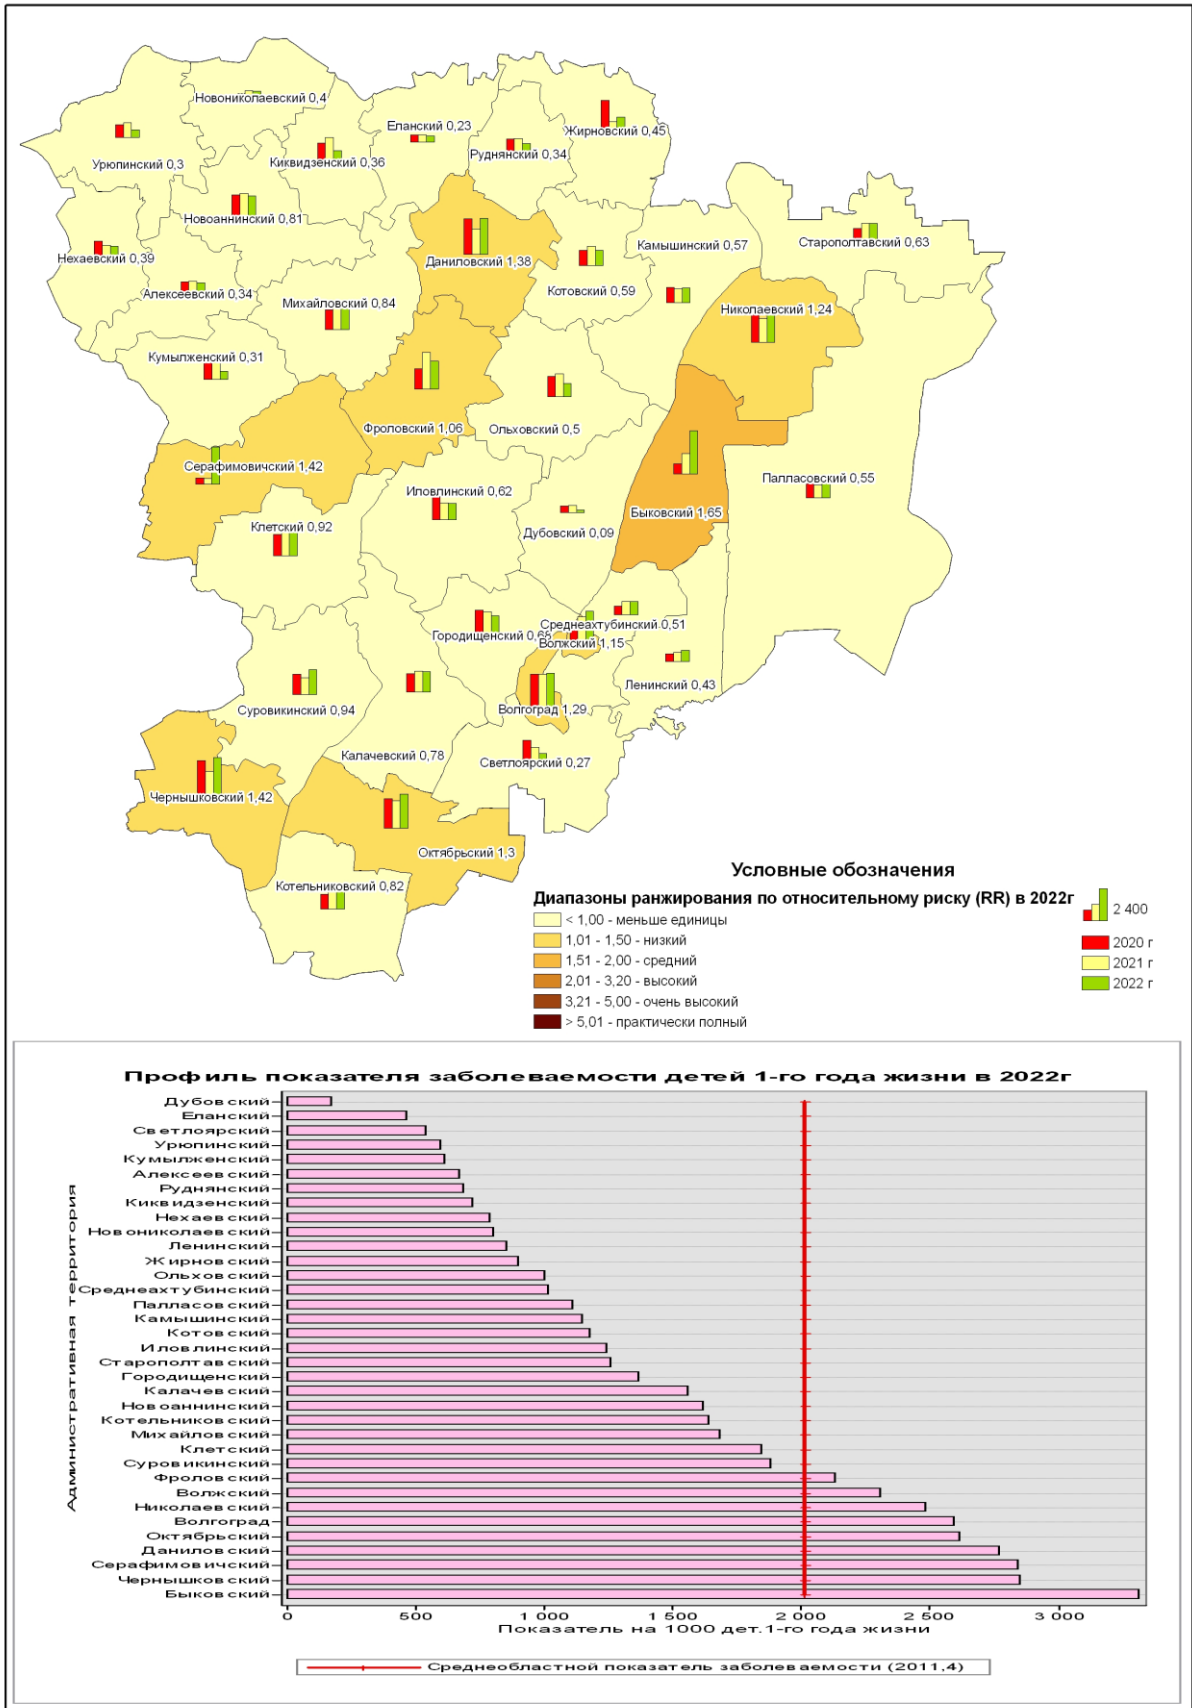 Новониколаевский 0,4
Еланский 0,23
Жирновский 0,45
Урюпинский 0,3
Киквидзенский 0,36
Руднянский 0,34
Новоаннинский 0,81
Камышинский 0,57
Старополтавский 0,63
Нехаевский 0,39
Даниловский 1,38
Алексеевский 0,34
Котовский 0,59
Михайловский 0,84
Николаевский 1,24
Кумылженский 0,31
Фроловский 1,06
Ольховский 0,5
Серафимовичский 1,42
Иловлинский 0,62
Палласовский 0,55
Клетский 0,92
Дубовский 0,09
Быковский 1,65
Среднеахтубинский 0,51
Городищенский 0,68
Волжский 1,15
Ленинский 0,43
Суровикинский 0,94
Волгоград 1,29
Калачевский 0,78
Светлоярский 0,27
Чернышковский 1,42
Октябрьский 1,3
Котельниковский 0,82
Условные обозначения
Диапазоны ранжирования по относительному риску (RR) в 2022г
< 1,00 - меньше единицы
1,01 - 1,50 - низкий
1,51 - 2,00 - средний
2,01 - 3,20 - высокий
3,21 - 5,00 - очень высокий
> 5,01 - практически полный
2 400
2020 г
2021 г
2022 г
Профиль показателя заболеваемости детей 1-го года жизни в 2022г
Административная территория
Дубовский
Еланский
Светлоярский
Урюпинский
Кумылженский
Алексеевский
Руднянский
Киквидзенский
Нехаевский
Новониколаевский
Ленинский
Жирновский
Ольховский
Среднеахтубинский
Палласовский
Камышинский
Котовский
Иловлинский
Старополтавский
Городищенский
Калачевский
Новоаннинский
Котельниковский
Михайловский
Клетский
Суровикинский
Фроловский
Волжский
Николаевский
Волгоград
Октябрьский
Даниловский
Серафимовичский
Чернышковский
Быковский
0 500 1 000 1 500 2 000 2 500 3 000
Показатель на 1000 дет.1-го года жизни
Среднеобластной показатель заболеваемости (2011,4)